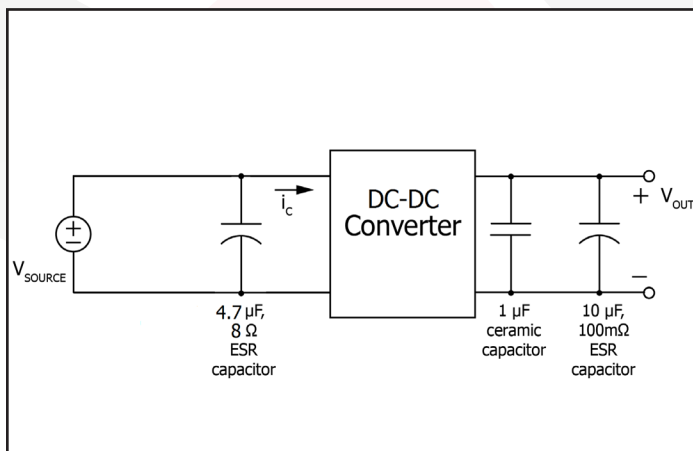 DC-DC
Converter
i_c
+ V_OUT
V_SOURCE
−
4.7 µF,
8 Ω
ESR
capacitor
1 µF
ceramic
capacitor
10 µF,
100mΩ
ESR
capacitor